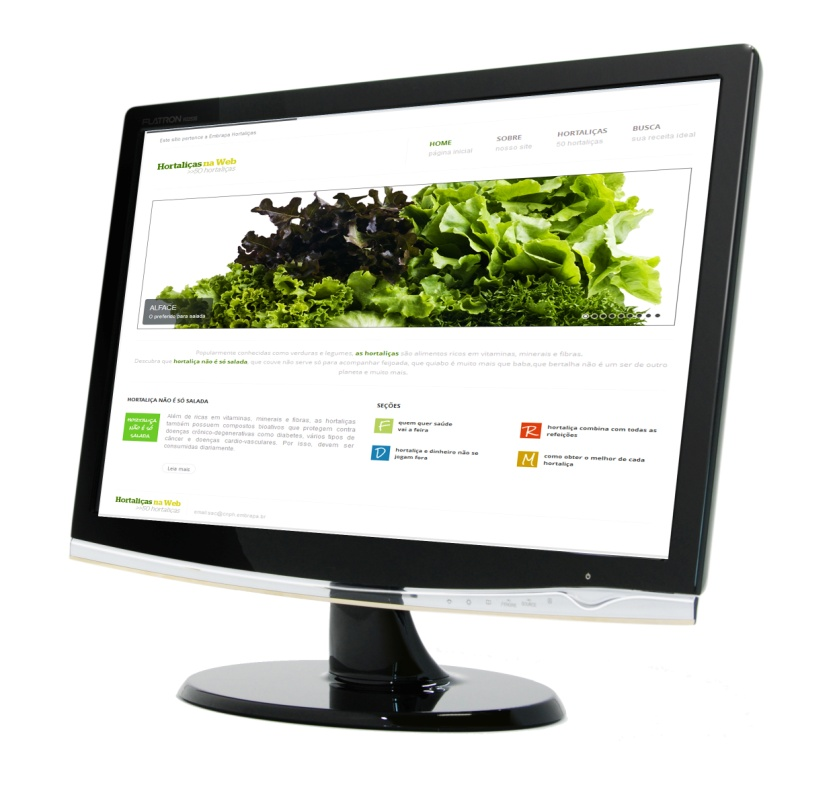 FLATRON
Este site pertence a Embrapa Hortaliças
HOME
página inicial
SOBRE
nosso site
HORTALIÇAS
50 hortaliças
BUSCA
sua receita ideal
Hortaliças na Web
>>50 hortaliças
ALFACE
O preferido para salada
Popularmente conhecidas como verduras e legumes, as hortaliças são alimentos ricos em vitaminas, minerais e fibras.
Descubra que hortaliça não é só salada, que couve não serve só para acompanhar feijoada, que quiabo é muito mais que baba, que bertalha não é um ser de outro
planeta e muito mais.
HORTALIÇA NÃO É SÓ SALADA
HORTALIÇA
NÃO É SÓ
SALADA
Além de ricas em vitaminas, minerais e fibras, as hortaliças
também possuem compostos bioativos que protegem contra
doenças crônico-degenerativas como diabetes, vários tipos de
câncer e doenças cardio-vasculares. Por isso, devem ser
consumidas diariamente.
Leia mais
SEÇÕES
F quem quer saúde
vai a feira
D hortaliça e dinheiro não se
jogam fora
R hortaliça combina com todas as
refeições
M como obter o melhor de cada
hortaliça
Hortaliças na Web
>>50 hortaliças